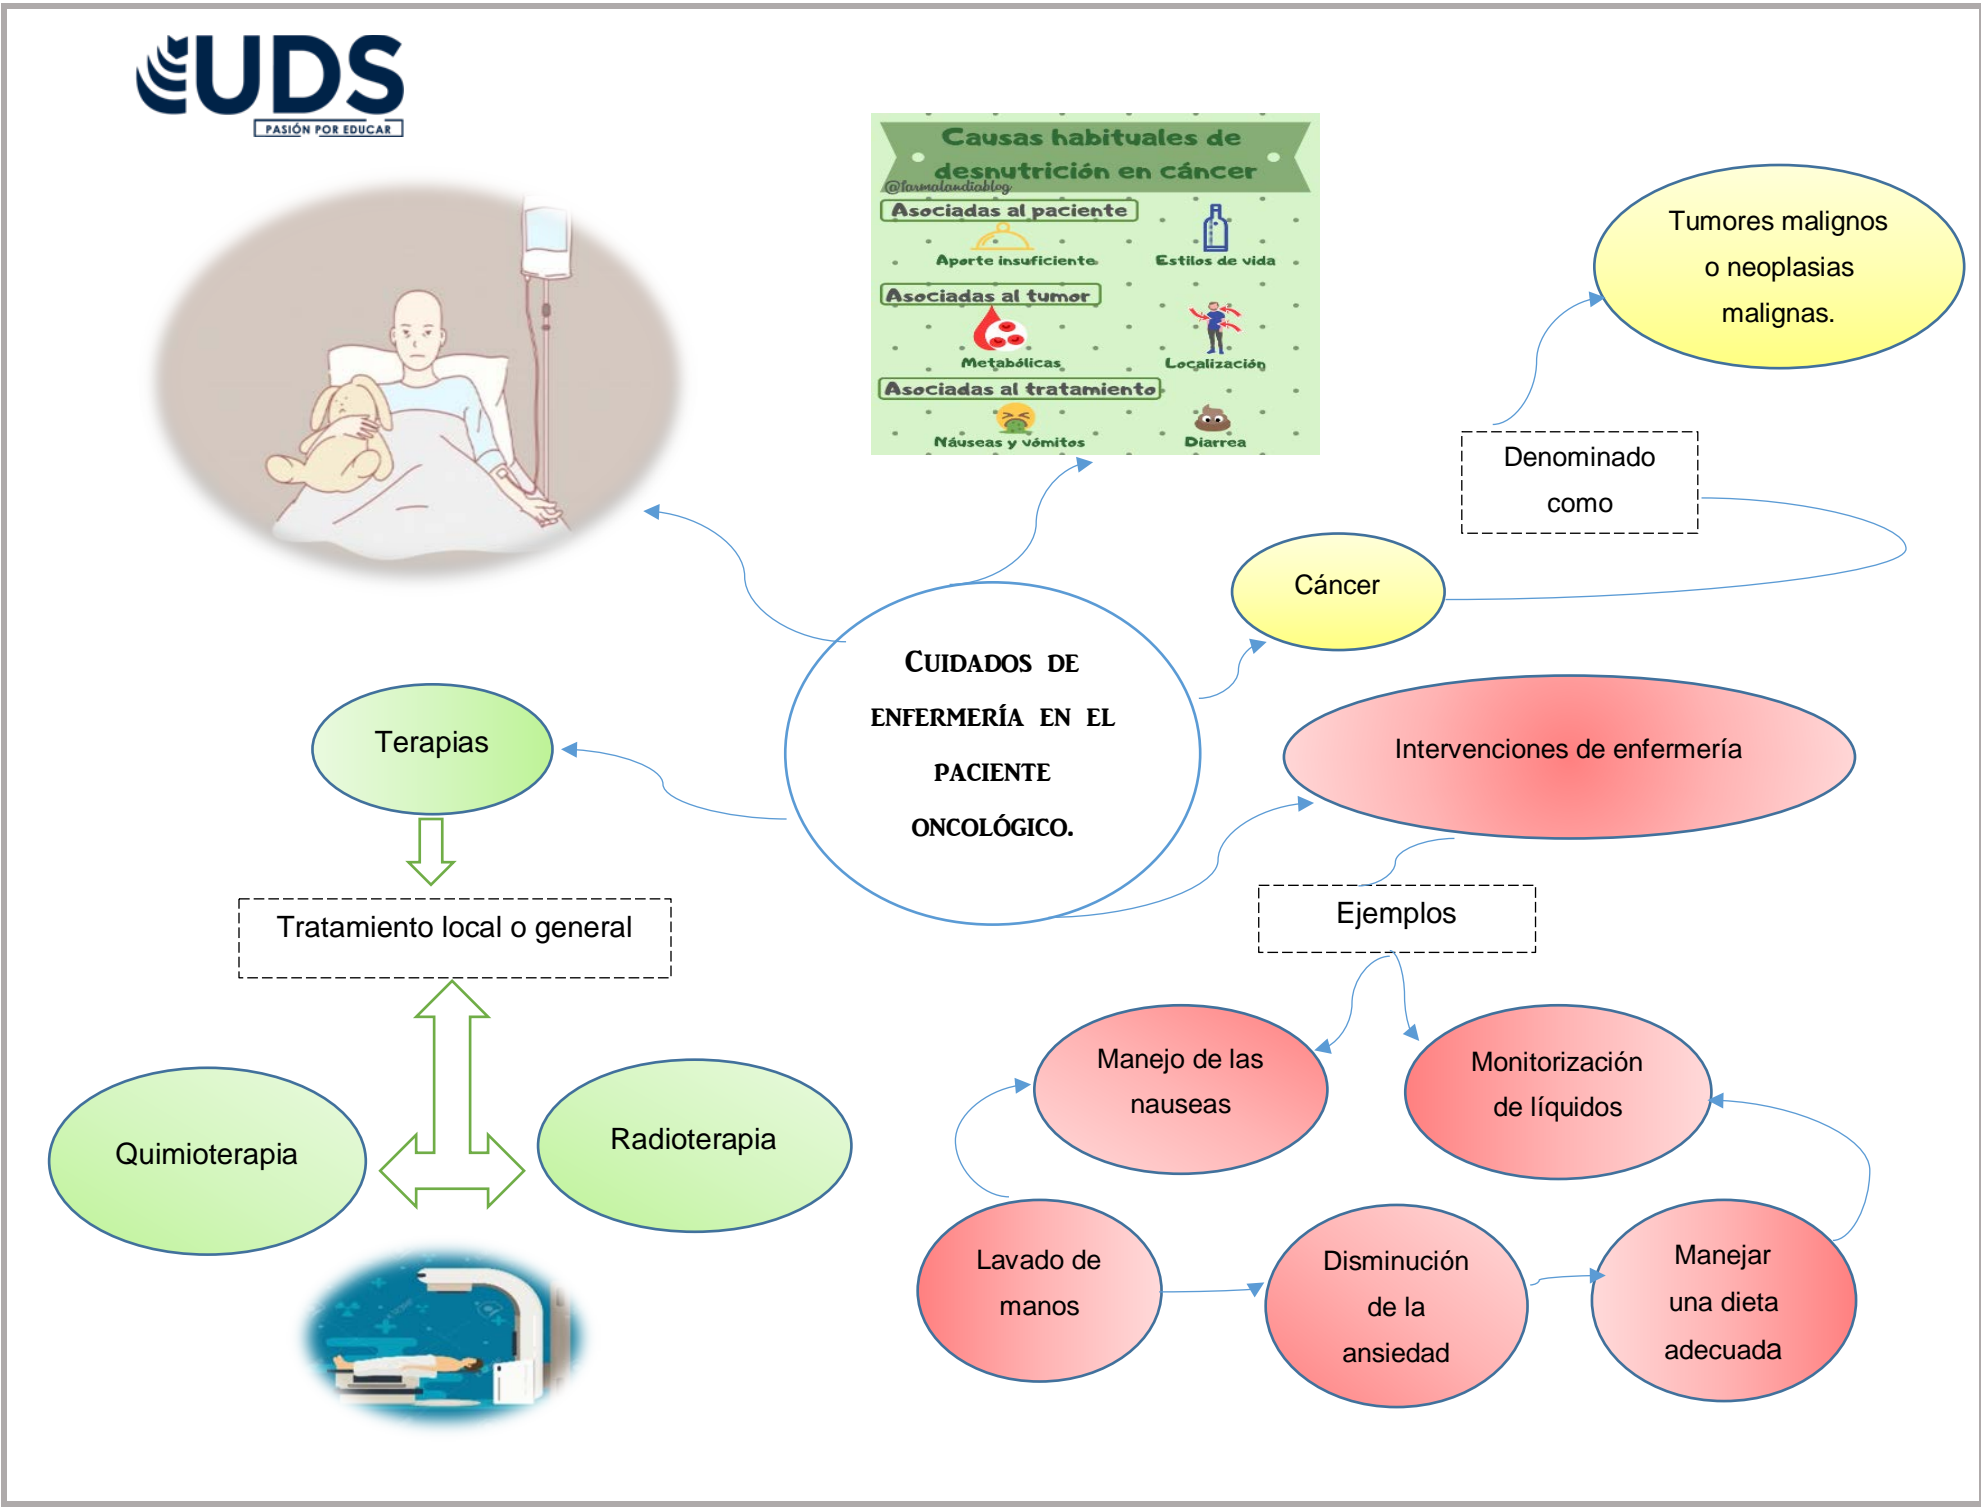 UDS
PASIÓN POR EDUCAR
Causas habituales de
desnutrición en cáncer
@farmalandiablog
Asociadas al paciente
Aporte insuficiente
Estilos de vida
Asociadas al tumor
Metabólicas
Localización
Asociadas al tratamiento
Náuseas y vómitos
Diarrea
Tumores malignos
o neoplasias
malignas.
Denominado
como
Cáncer
CUIDADOS DE
ENFERMERÍA EN EL
PACIENTE
ONCOLÓGICO.
Terapias
Tratamiento local o general
Quimioterapia
Radioterapia
Intervenciones de enfermería
Ejemplos
Manejo de las
nauseas
Monitorización
de líquidos
Lavado de
manos
Disminución
de la
ansiedad
Manejar
una dieta
adecuada